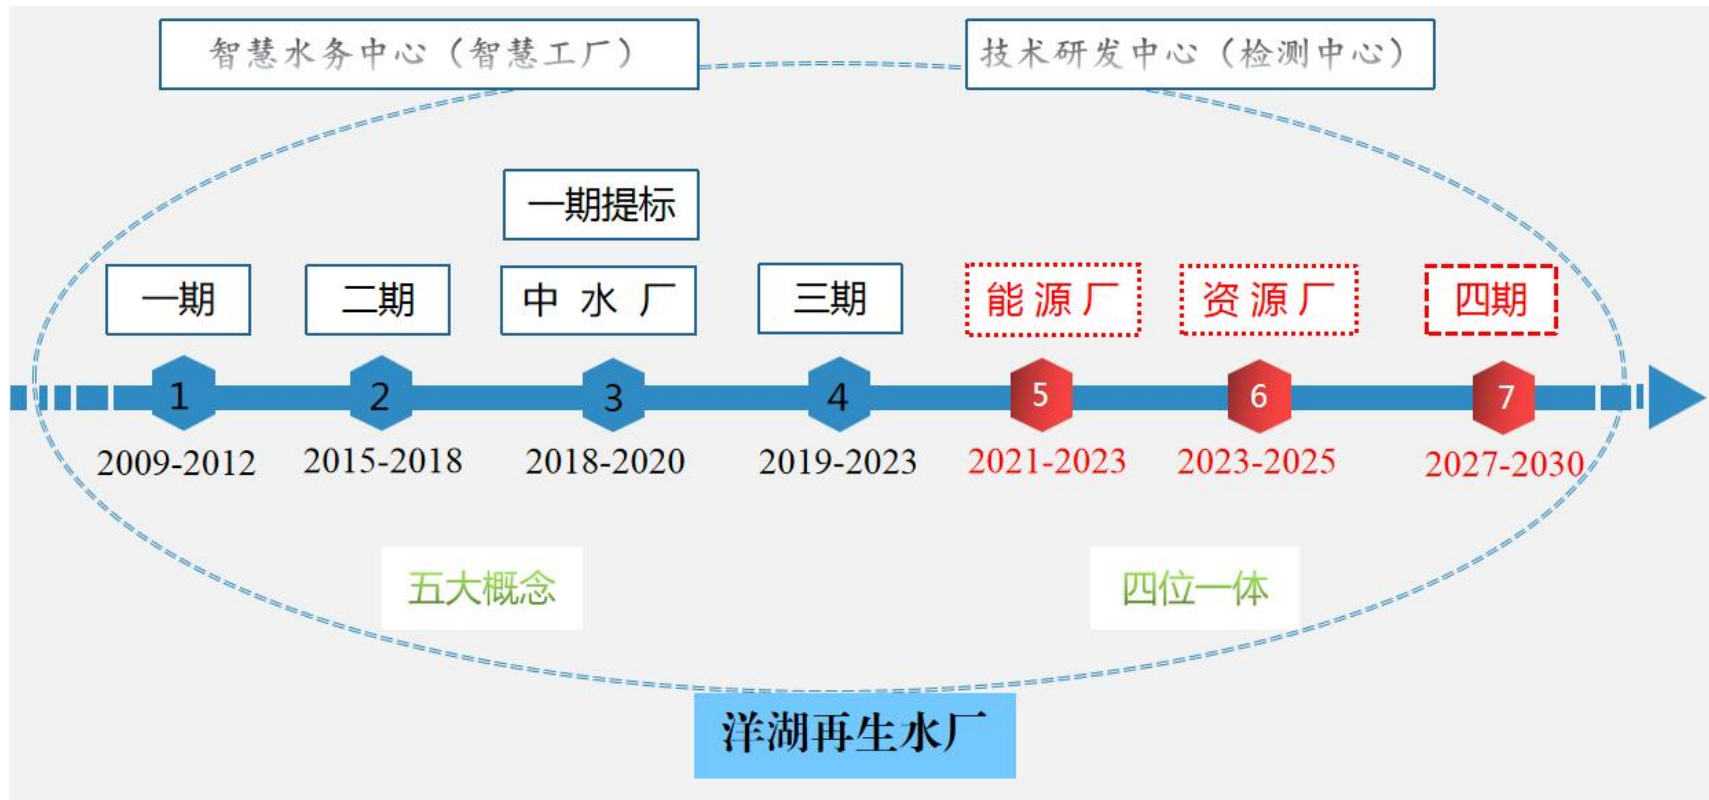 智慧水务中心（智慧工厂）
技术研发中心（检测中心）
一期提标
一期
二期
中水厂
三期
能源厂
资源厂
四期
1
2
3
4
5
6
7
2009-2012
2015-2018
2018-2020
2019-2023
2021-2023
2023-2025
2027-2030
五大概念
四位一体
洋湖再生水厂